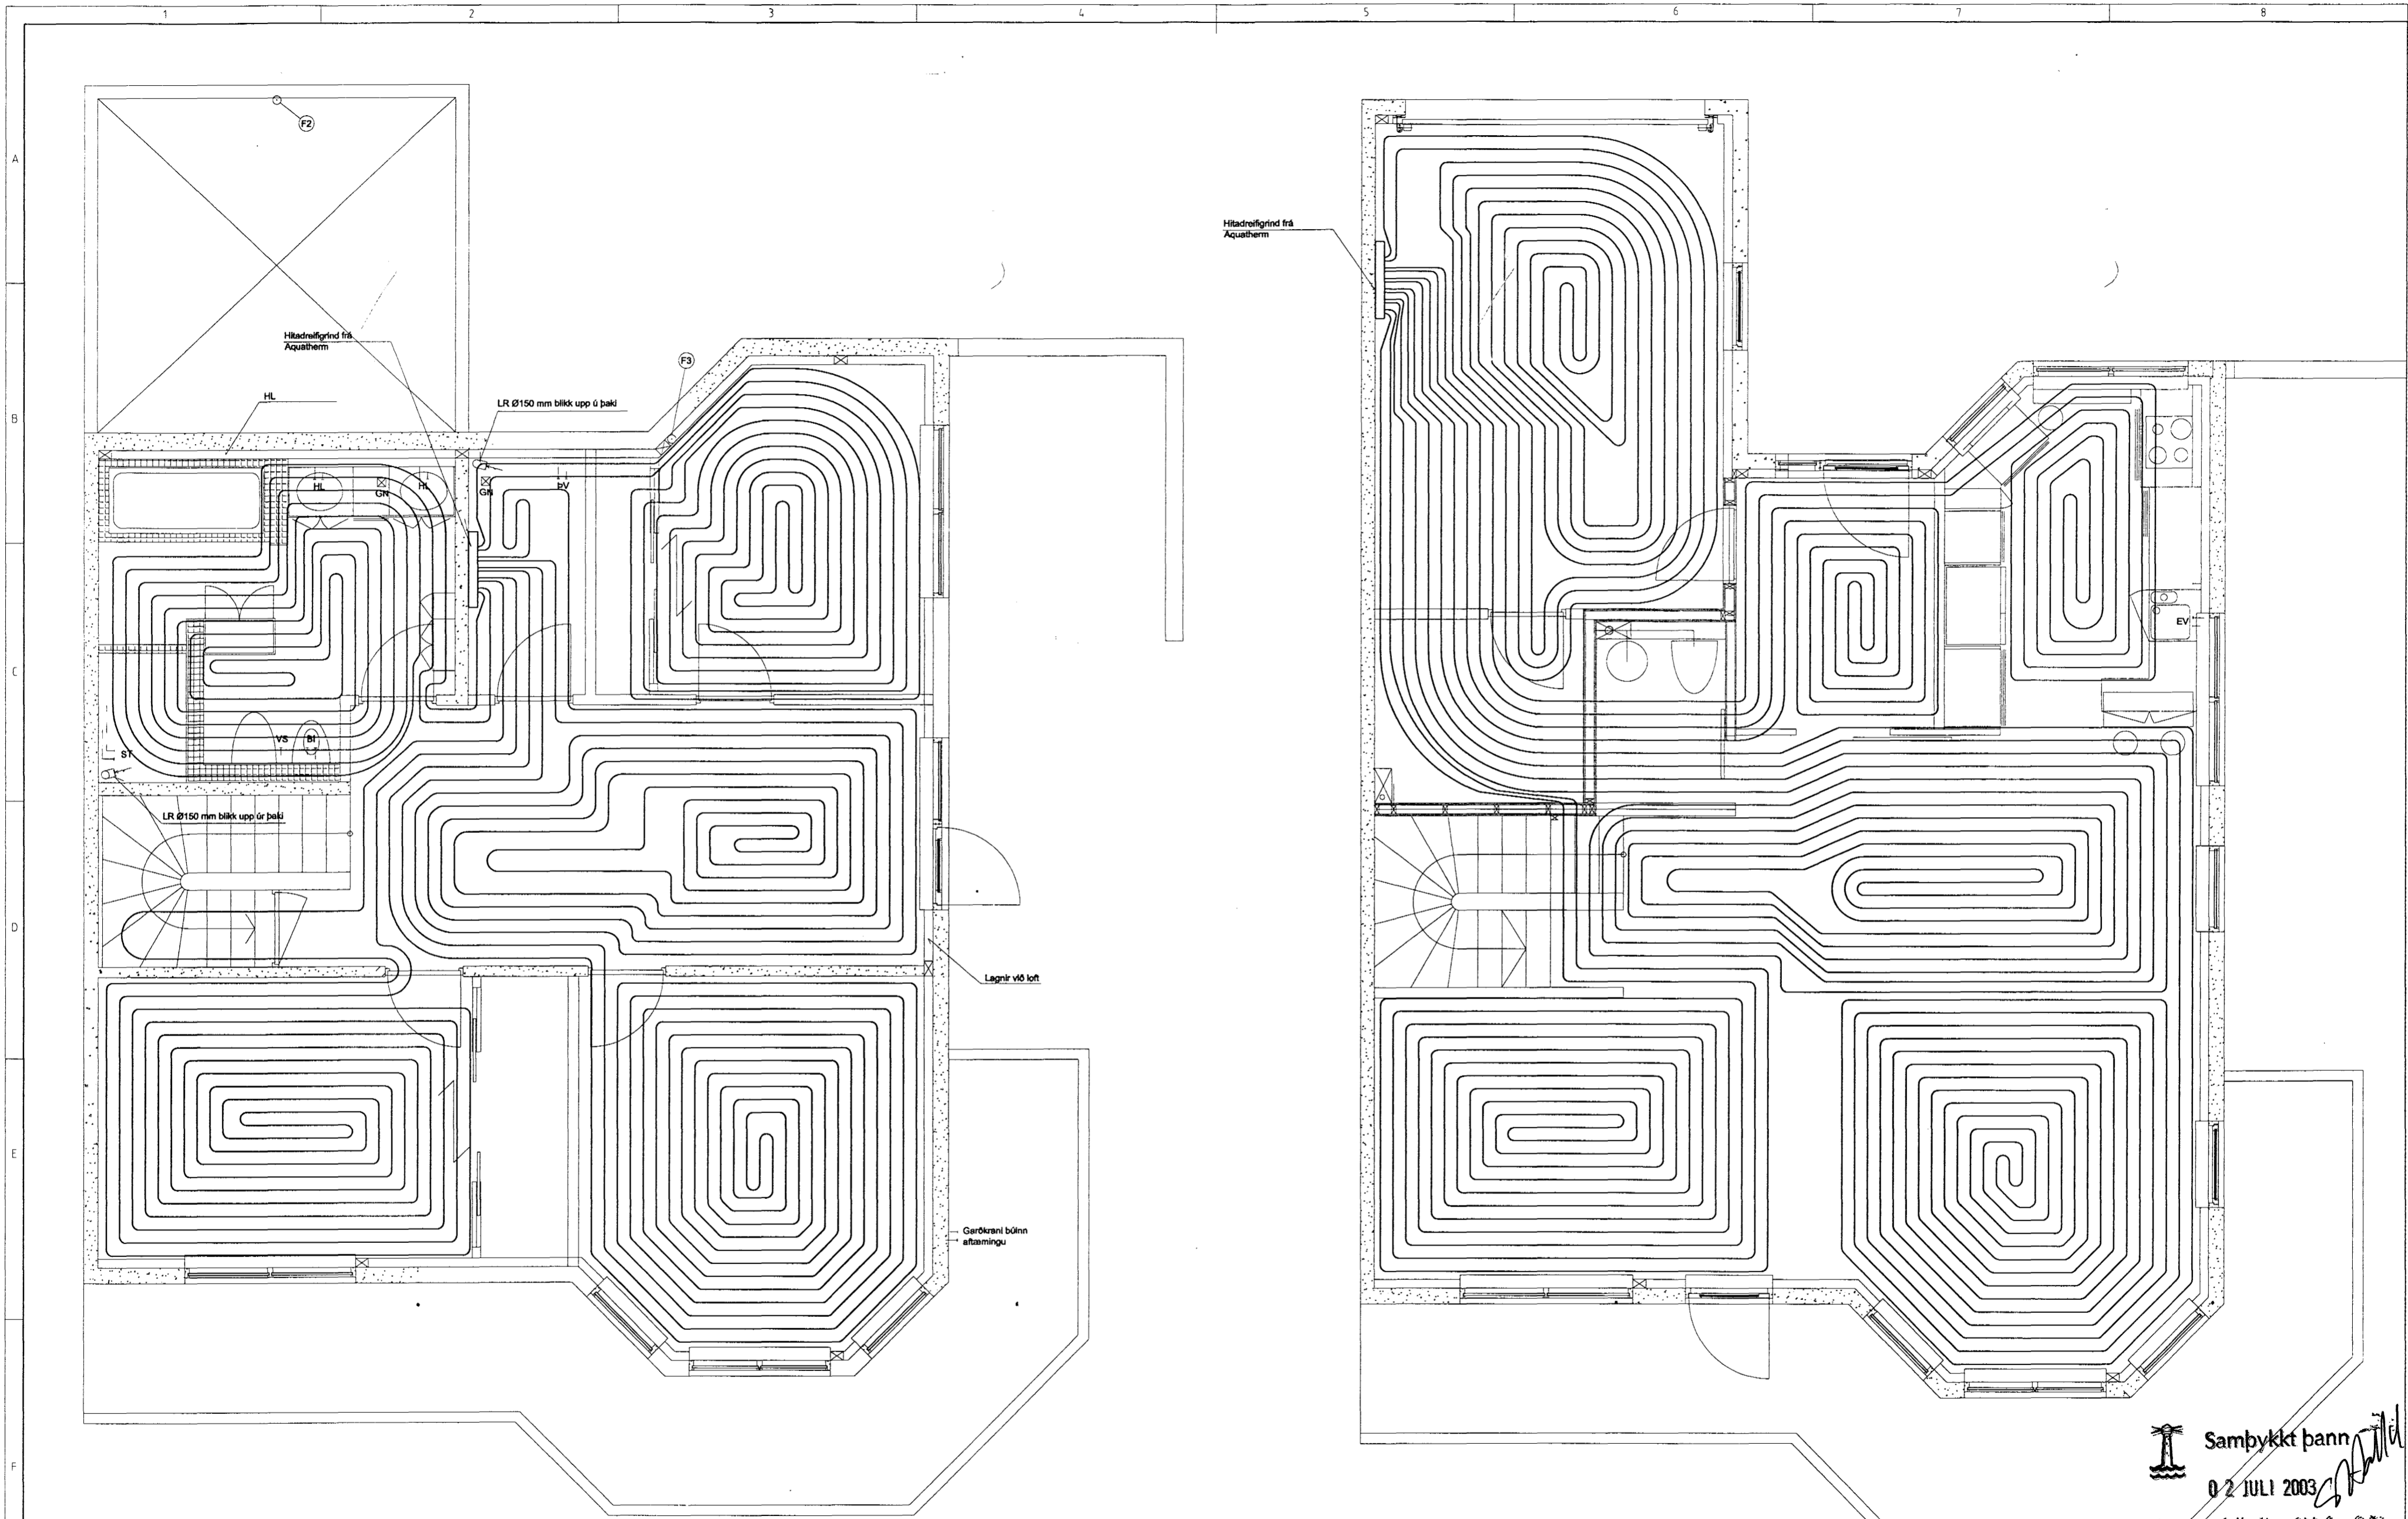 1 2 3 4 5 6 7 8
A
B
C
D
E
F
F2
Hitadreifigrind frá
Aquatherm
HL
LR Ø150 mm blikk upp ú þaki
F3
HL
GN
HL
GN
ÞV
VS
BI
ST
LR Ø150 mm blikk upp úr þaki
Lagnir við loft
Garðkrani búinn
aftæmingu
Hitadreifigrind frá
Aquatherm
EV
Samþykkt þann
0 2 JULI 2003